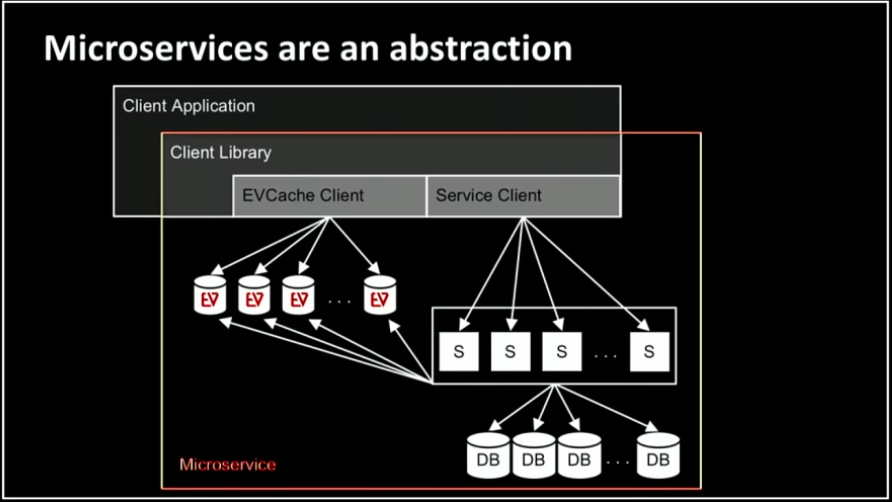 Microservices are an abstraction
Client Application
Client Library
EVCache Client
Service Client
EV EV EV ... EV
S S S ... S
DB DB DB ... DB
Microservice